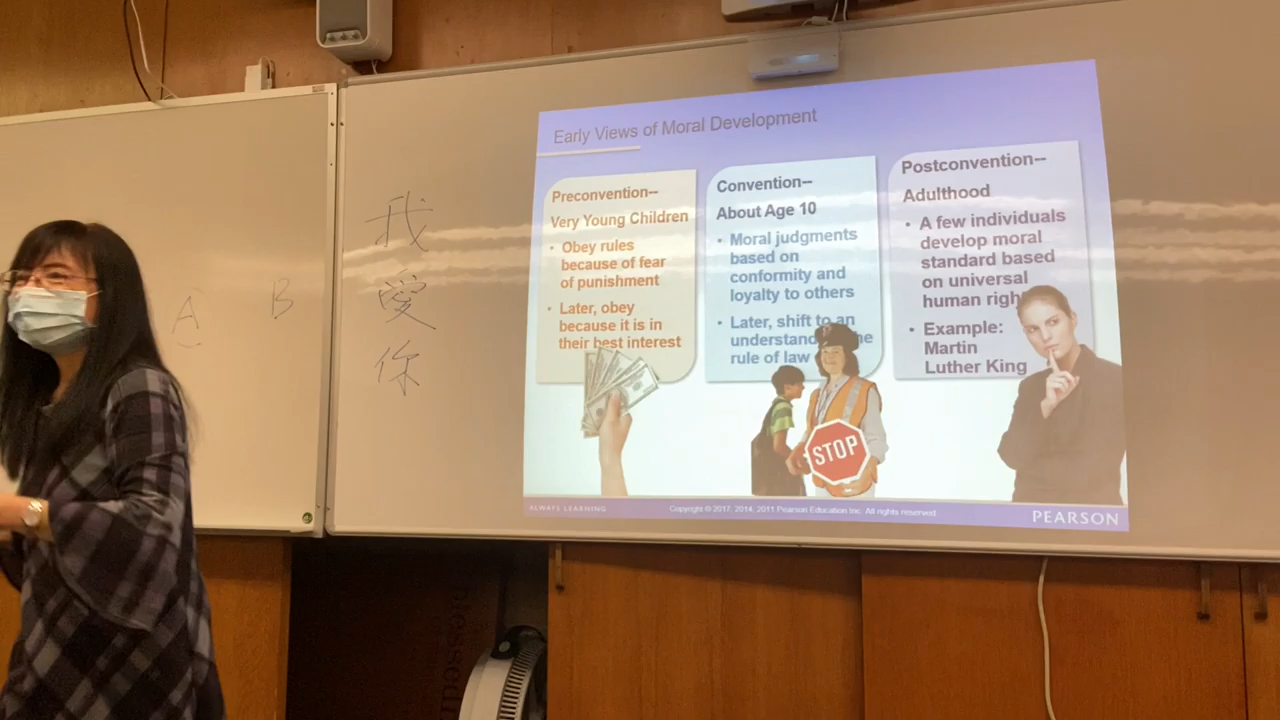 A B
我
愛
你
Early Views of Moral Development
Preconvention--
Very Young Children
• Obey rules
because of fear
of punishment
• Later, obey
because it is in
their best interest
Convention--
About Age 10
• Moral judgments
based on
conformity and
loyalty to others
• Later, shift to an
rule of law
Postconvention--
Adulthood
• A few individuals
develop moral
standard based
on universal
human righ
• Example:
Martin
Luther King
STOP
ALWAYS LEARNING
Copyright © 2017, 2014, 2011 Pearson Education Inc. All rights reserved
PEARSON